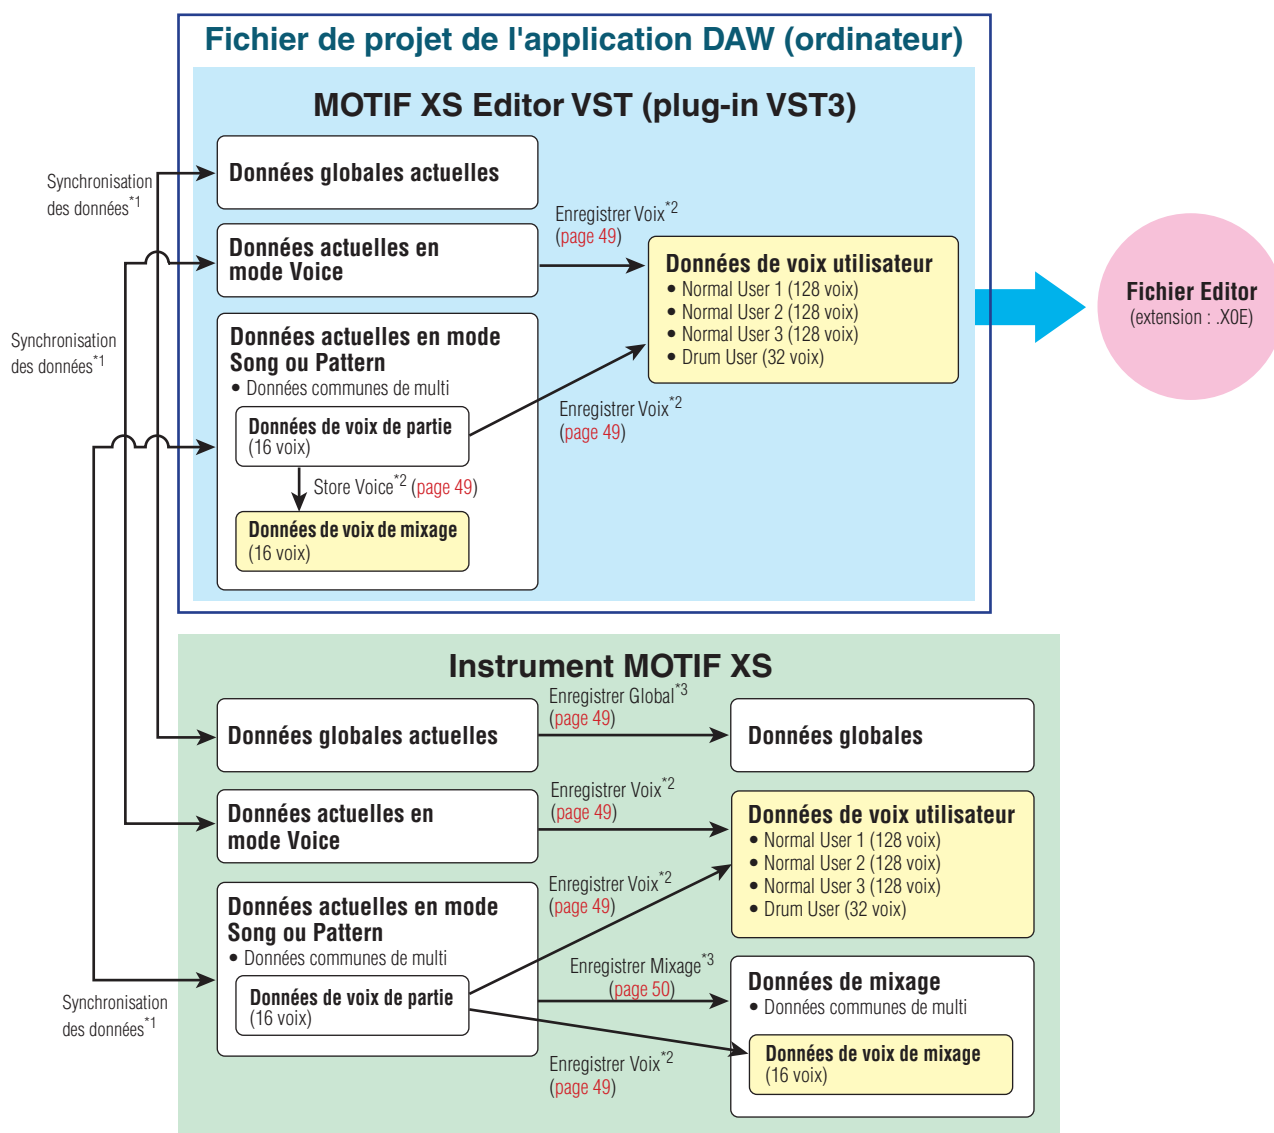 Fichier de projet de l'application DAW (ordinateur)
MOTIF XS Editor VST (plug-in VST3)
Données globales actuelles
Synchronisation
des données*1
Données actuelles en
mode Voice
Enregistrer Voix*2
(page 49)
Données de voix utilisateur
• Normal User 1 (128 voix)
• Normal User 2 (128 voix)
• Normal User 3 (128 voix)
• Drum User (32 voix)
Fichier Editor
(extension : .X0E)
Synchronisation
des données*1
Données actuelles en mode
Song ou Pattern
• Données communes de multi
Données de voix de partie
(16 voix)
Enregistrer Voix*2
(page 49)
Store Voice*2 (page 49)
Données de voix de mixage
(16 voix)
Instrument MOTIF XS
Données globales actuelles
Enregistrer Global*3
(page 49)
Données globales
Données actuelles en
mode Voice
Enregistrer Voix*2
(page 49)
Données de voix utilisateur
• Normal User 1 (128 voix)
• Normal User 2 (128 voix)
• Normal User 3 (128 voix)
• Drum User (32 voix)
Données actuelles en mode
Song ou Pattern
• Données communes de multi
Enregistrer Voix*2
(page 49)
Données de voix de partie
(16 voix)
Enregistrer Mixage*3
(page 50)
Données de mixage
• Données communes de multi
Données de voix de mixage
(16 voix)
Synchronisation
des données*1
Enregistrer Voix*2
(page 49)